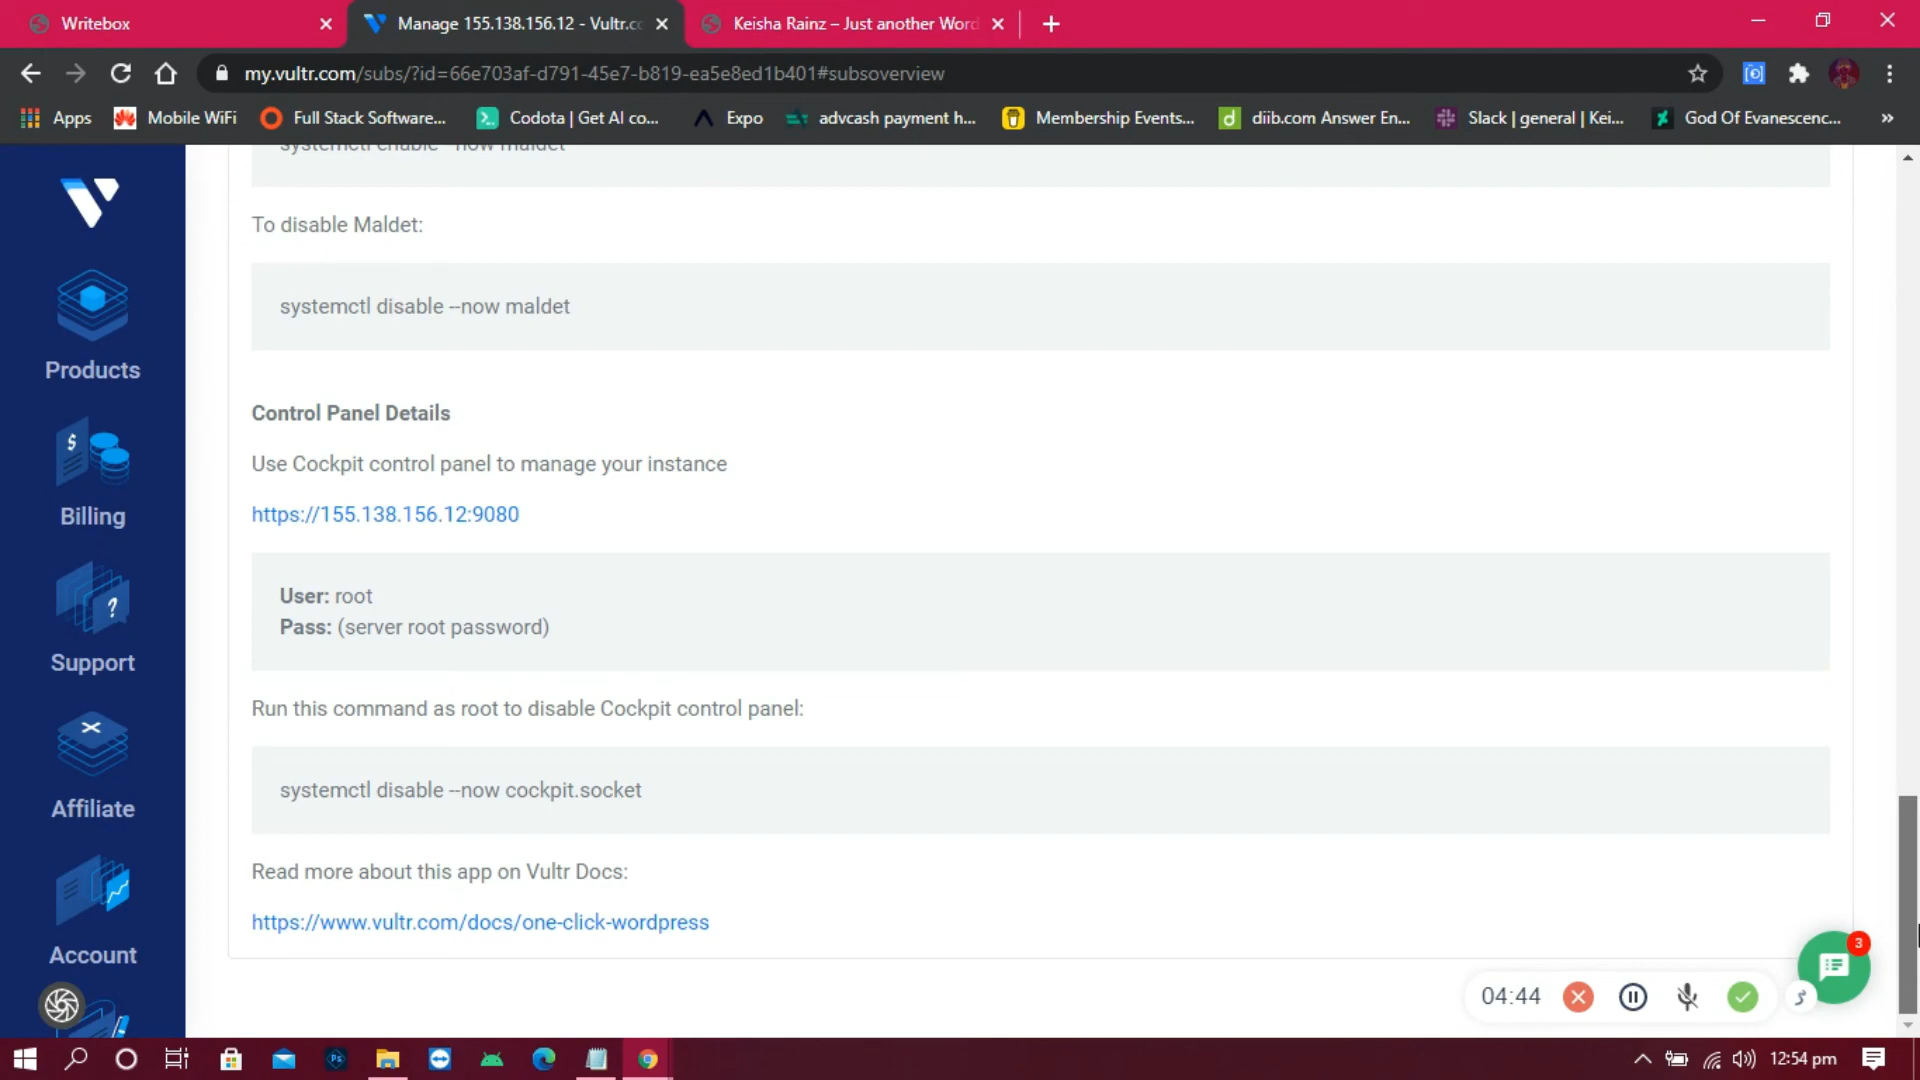 Writebox
Manage 155.138.156.12 - Vultr.co
Keisha Rainz – Just another Word
my.vultr.com/subs/?id=66e703af-d791-45e7-b819-ea5e8ed1b401#subsoverview
Apps
Mobile WiFi
Full Stack Software...
Codota | Get AI co...
Expo
advcash payment h...
Membership Events...
diib.com Answer En...
Slack | general | Kei...
God Of Evanescenc...
»
systemctl enable --now maldet
To disable Maldet:
systemctl disable --now maldet
Control Panel Details
Use Cockpit control panel to manage your instance
https://155.138.156.12:9080
User: root
Pass: (server root password)
Run this command as root to disable Cockpit control panel:
systemctl disable --now cockpit.socket
Read more about this app on Vultr Docs:
https://www.vultr.com/docs/one-click-wordpress
Products
Billing
Support
Affiliate
Account
3
04:44
Ps
12:54 pm